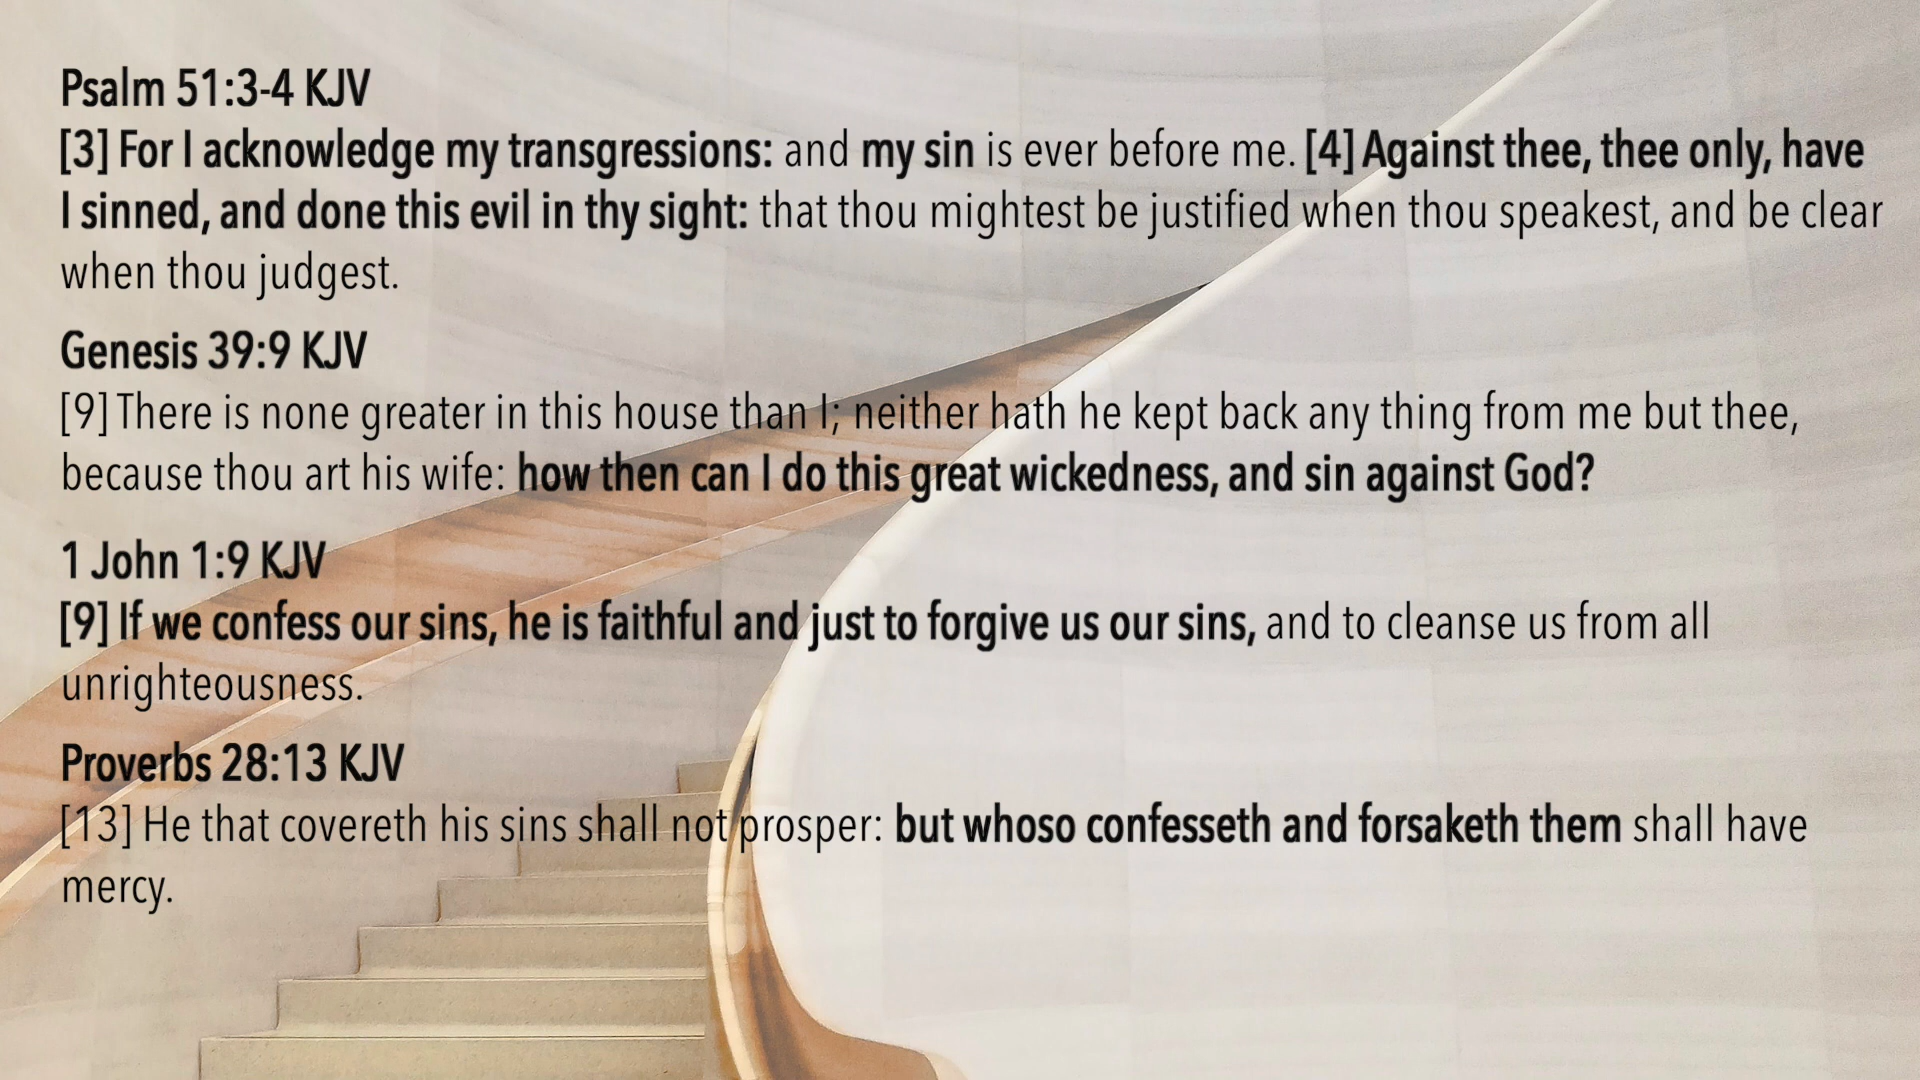 Psalm 51:3-4 KJV
[3] For I acknowledge my transgressions: and my sin is ever before me. [4] Against thee, thee only, have
I sinned, and done this evil in thy sight: that thou mightest be justified when thou speakest, and be clear
when thou judgest.
Genesis 39:9 KJV
[9] There is none greater in this house than I; neither hath he kept back any thing from me but thee,
because thou art his wife: how then can I do this great wickedness, and sin against God?
1 John 1:9 KJV
[9] If we confess our sins, he is faithful and just to forgive us our sins, and to cleanse us from all
unrighteousness.
Proverbs 28:13 KJV
[13] He that covereth his sins shall not prosper: but whoso confesseth and forsaketh them shall have
mercy.